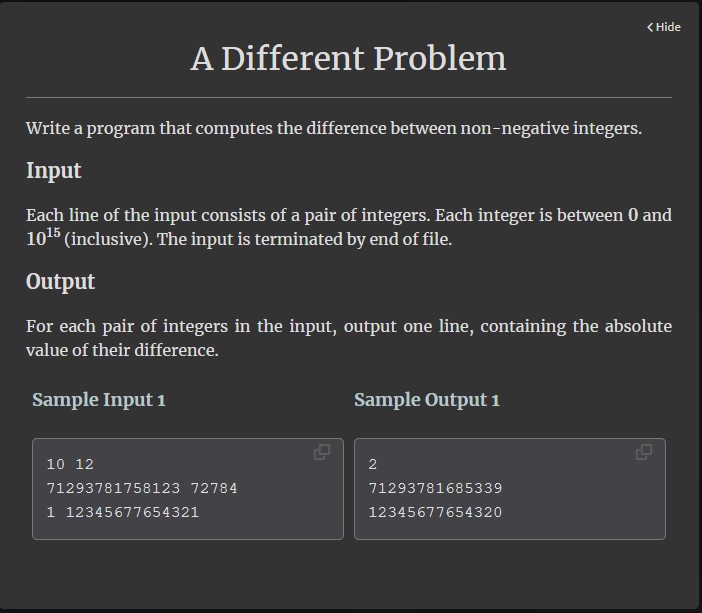 Hide
A Different Problem
Write a program that computes the difference between non-negative integers.
Input
Each line of the input consists of a pair of integers. Each integer is between 0 and
10^15 (inclusive). The input is terminated by end of file.
Output
For each pair of integers in the input, output one line, containing the absolute
value of their difference.
Sample Input 1
10 12
71293781758123 72784
1 12345677654321
Sample Output 1
2
71293781685339
12345677654320